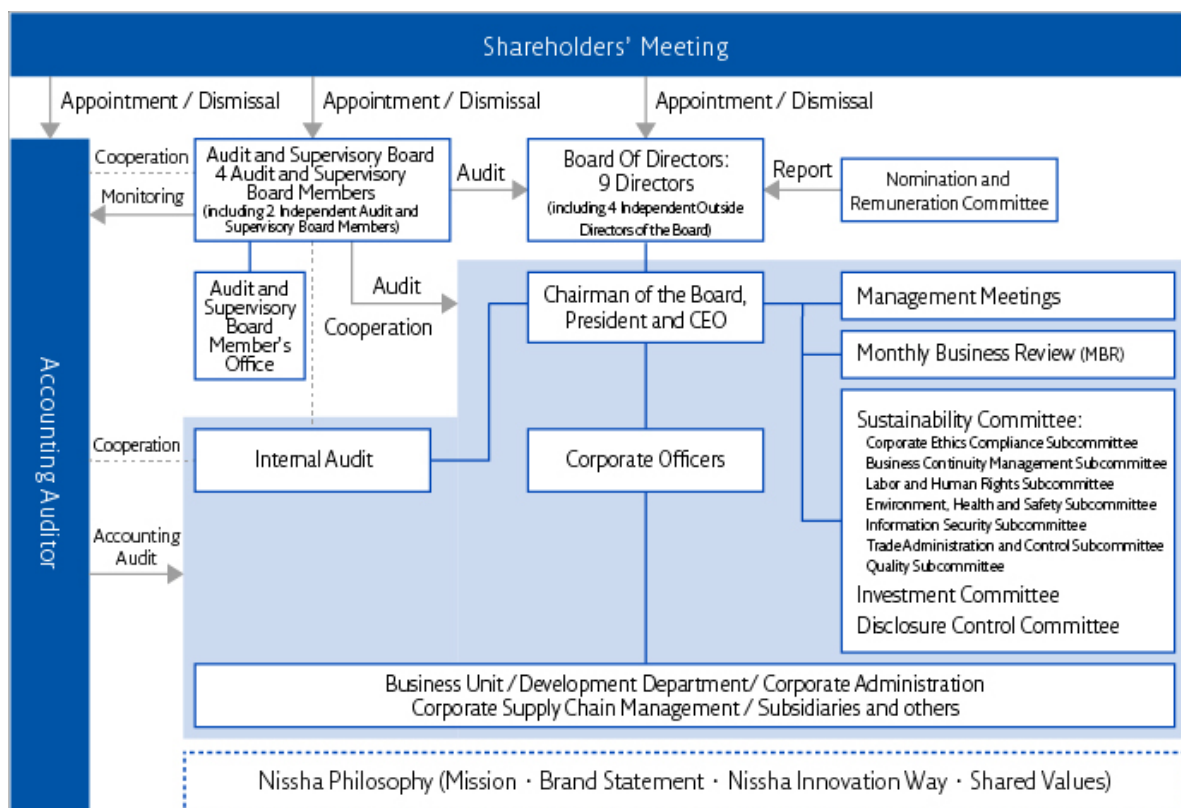 Shareholders' Meeting
Appointment / Dismissal
Appointment / Dismissal
Appointment / Dismissal
Accounting Auditor
Cooperation
Monitoring
Audit and Supervisory Board
4 Audit and Supervisory
Board Members
(including 2 Independent Audit and
Supervisory Board Members)
Audit
Board Of Directors:
9 Directors
(including 4 Independent Outside
Directors of the Board)
Report
Nomination and
Remuneration Committee
Audit and
Supervisory
Board
Member's
Office
Audit
Cooperation
Chairman of the Board,
President and CEO
Management Meetings
Monthly Business Review (MBR)
Cooperation
Internal Audit
Corporate Officers
Sustainability Committee:
Corporate Ethics Compliance Subcommittee
Business Continuity Management Subcommittee
Labor and Human Rights Subcommittee
Environment, Health and Safety Subcommittee
Information Security Subcommittee
Trade Administration and Control Subcommittee
Quality Subcommittee
Investment Committee
Disclosure Control Committee
Accounting
Audit
Business Unit / Development Department/ Corporate Administration
Corporate Supply Chain Management / Subsidiaries and others
Nissha Philosophy (Mission・Brand Statement・Nissha Innovation Way・Shared Values)